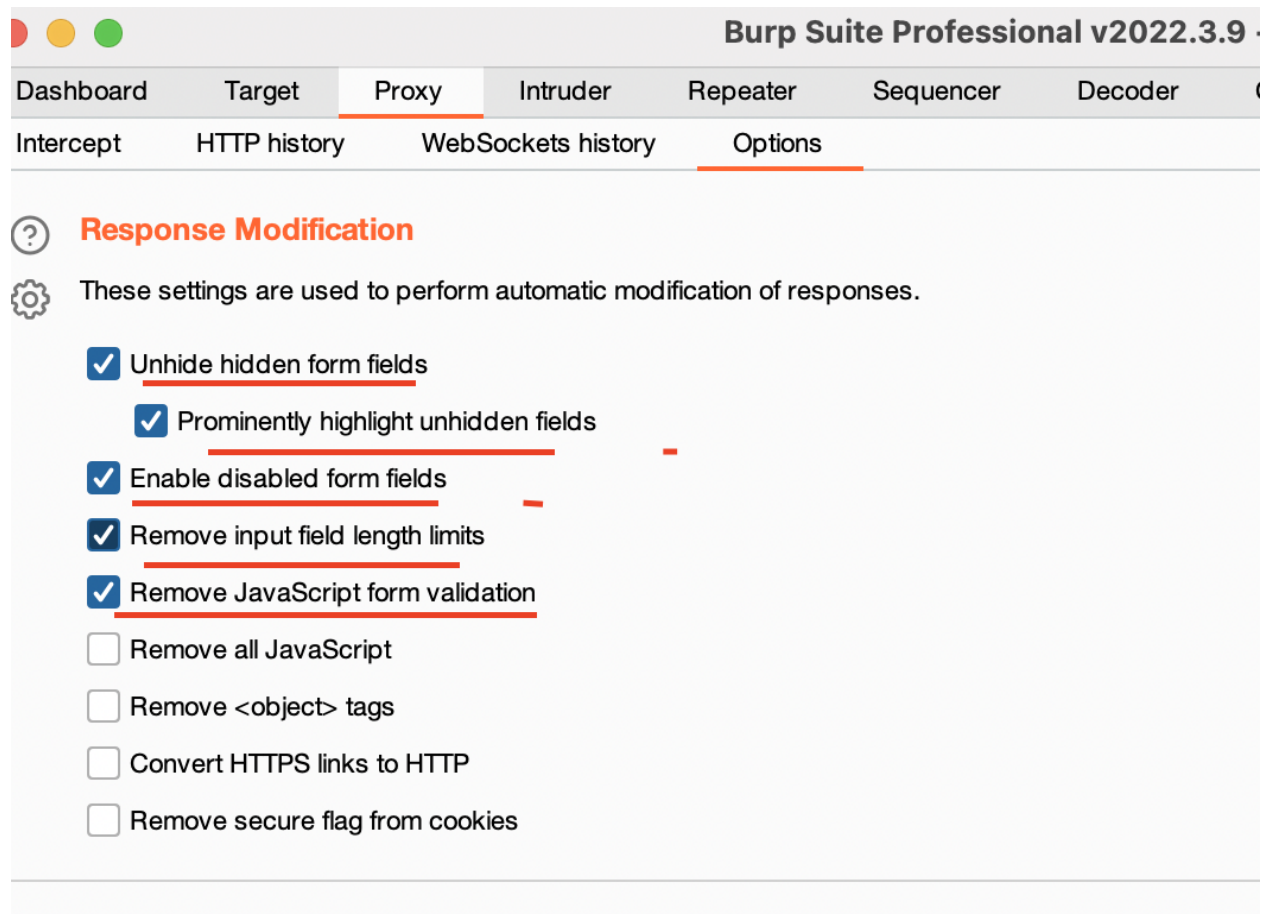 Burp Suite Professional v2022.3.9 -
Dashboard Target Proxy Intruder Repeater Sequencer Decoder
Intercept HTTP history WebSockets history Options
? Response Modification
These settings are used to perform automatic modification of responses.
Unhide hidden form fields
Prominently highlight unhidden fields
Enable disabled form fields
Remove input field length limits
Remove JavaScript form validation
Remove all JavaScript
Remove <object> tags
Convert HTTPS links to HTTP
Remove secure flag from cookies